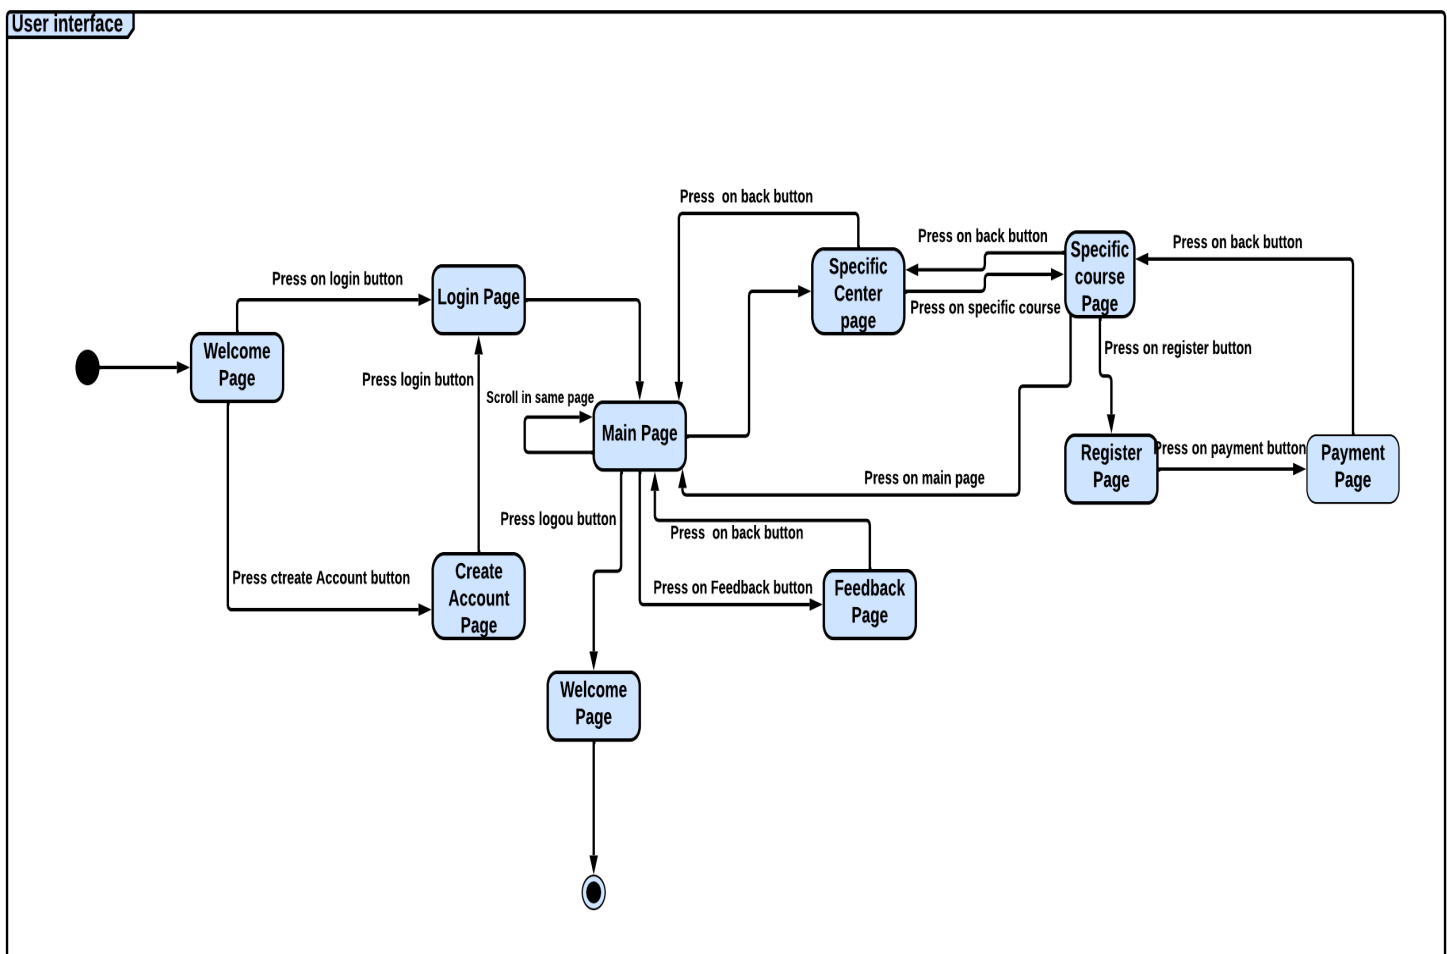 User interface
Press  on back button
Press on back button
Press on back button
Specific
Center
page
Specific
course
Page
Press on login button
Login Page
Press on specific course
Welcome
Page
Press on register button
Press login button
Scroll in same page
Main Page
Register
Page
Press on payment button
Payment
Page
Press on main page
Press logou button
Press  on back button
Press ctreate Account button
Create
Account
Page
Press on Feedback button
Feedback
Page
Welcome
Page